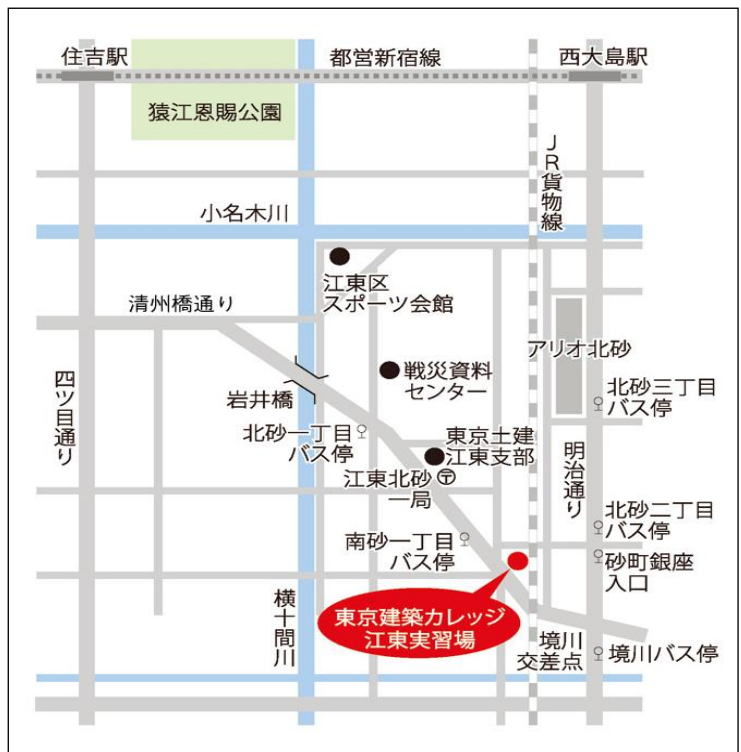 住吉駅
都営新宿線
西大島駅
猿江恩賜公園
JR貨物線
小名木川
江東区
スポーツ会館
清州橋通り
アリオ北砂
戦災資料
センター
四ツ目通り
岩井橋
北砂三丁目
バス停
北砂一丁目
バス停
東京土建
江東支部
明治通り
江東北砂
一局
〒
北砂二丁目
バス停
南砂一丁目
バス停
砂町銀座
入口
横十間川
東京建築カレッジ
江東実習場
境川
交差点
境川バス停